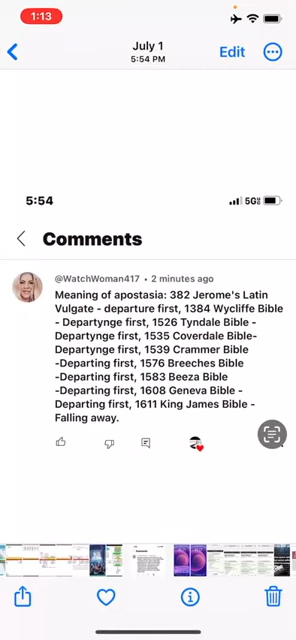 1:13
July 1
5:54 PM
Edit
5:54
5G
Comments
@WatchWoman417 • 2 minutes ago
Meaning of apostasia: 382 Jerome's Latin
Vulgate - departure first, 1384 Wycliffe Bible
- Departynge first, 1526 Tyndale Bible -
Departynge first, 1535 Coverdale Bible-
Departynge first, 1539 Crammer Bible
-Departing first, 1576 Breeches Bible
-Departing first, 1583 Beeza Bible
-Departing first, 1608 Geneva Bible -
Departing first, 1611 King James Bible -
Falling away.